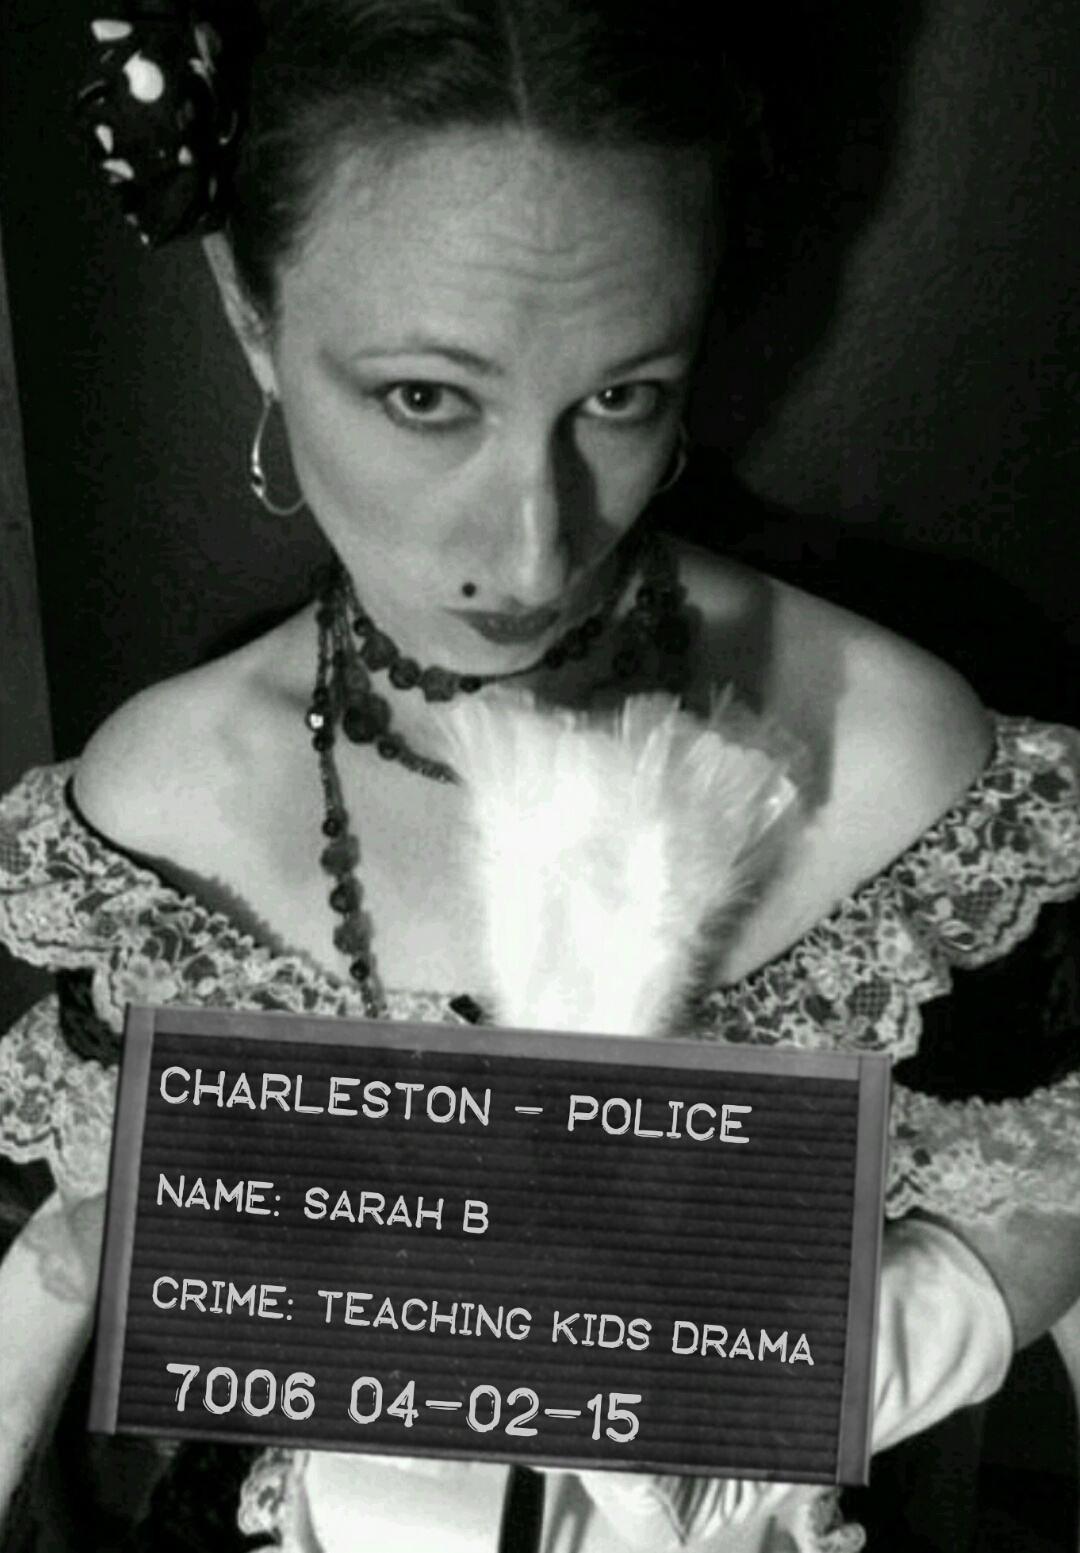 CHARLESTON - POLICE
NAME: SARAH B
CRIME: TEACHING KIDS DRAMA
7006 04-02-15